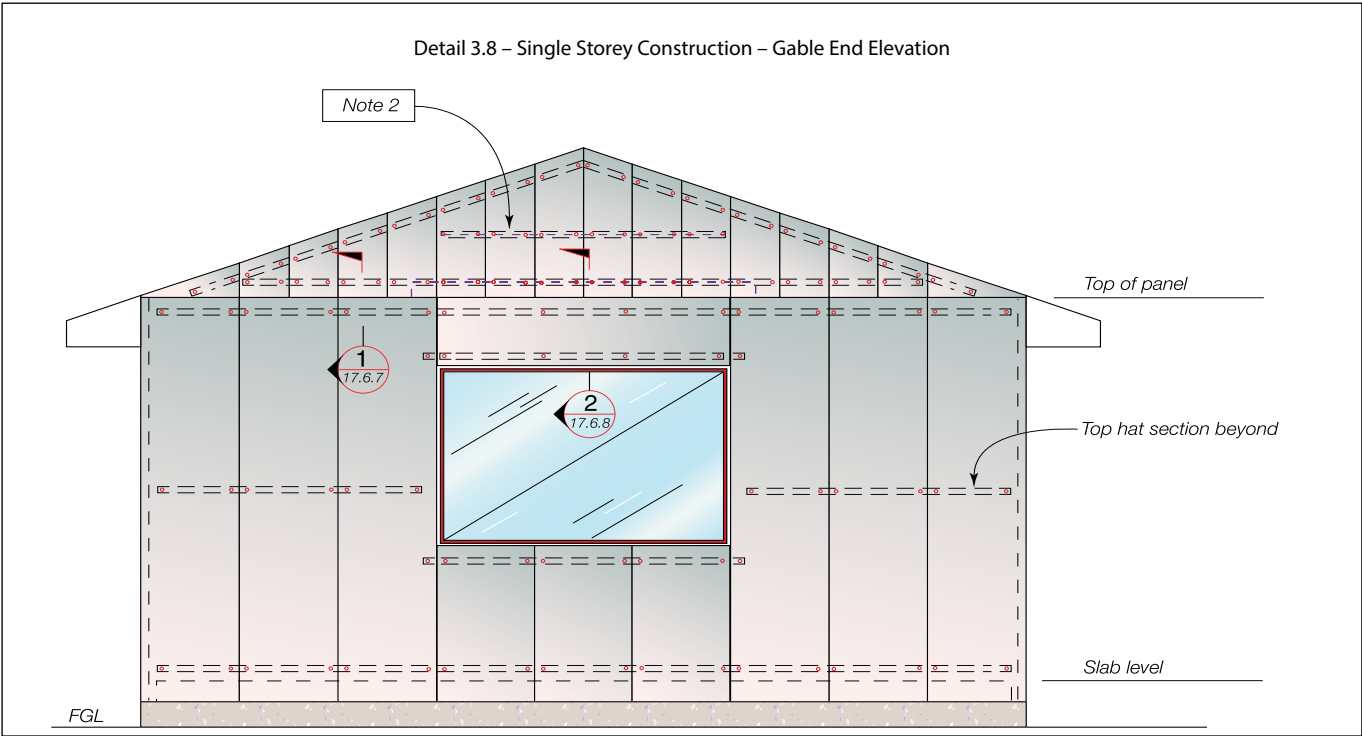 Detail 3.8 – Single Storey Construction – Gable End Elevation
Note 2
Top of panel
1
17.6.7
2
17.6.8
Top hat section beyond
Slab level
FGL